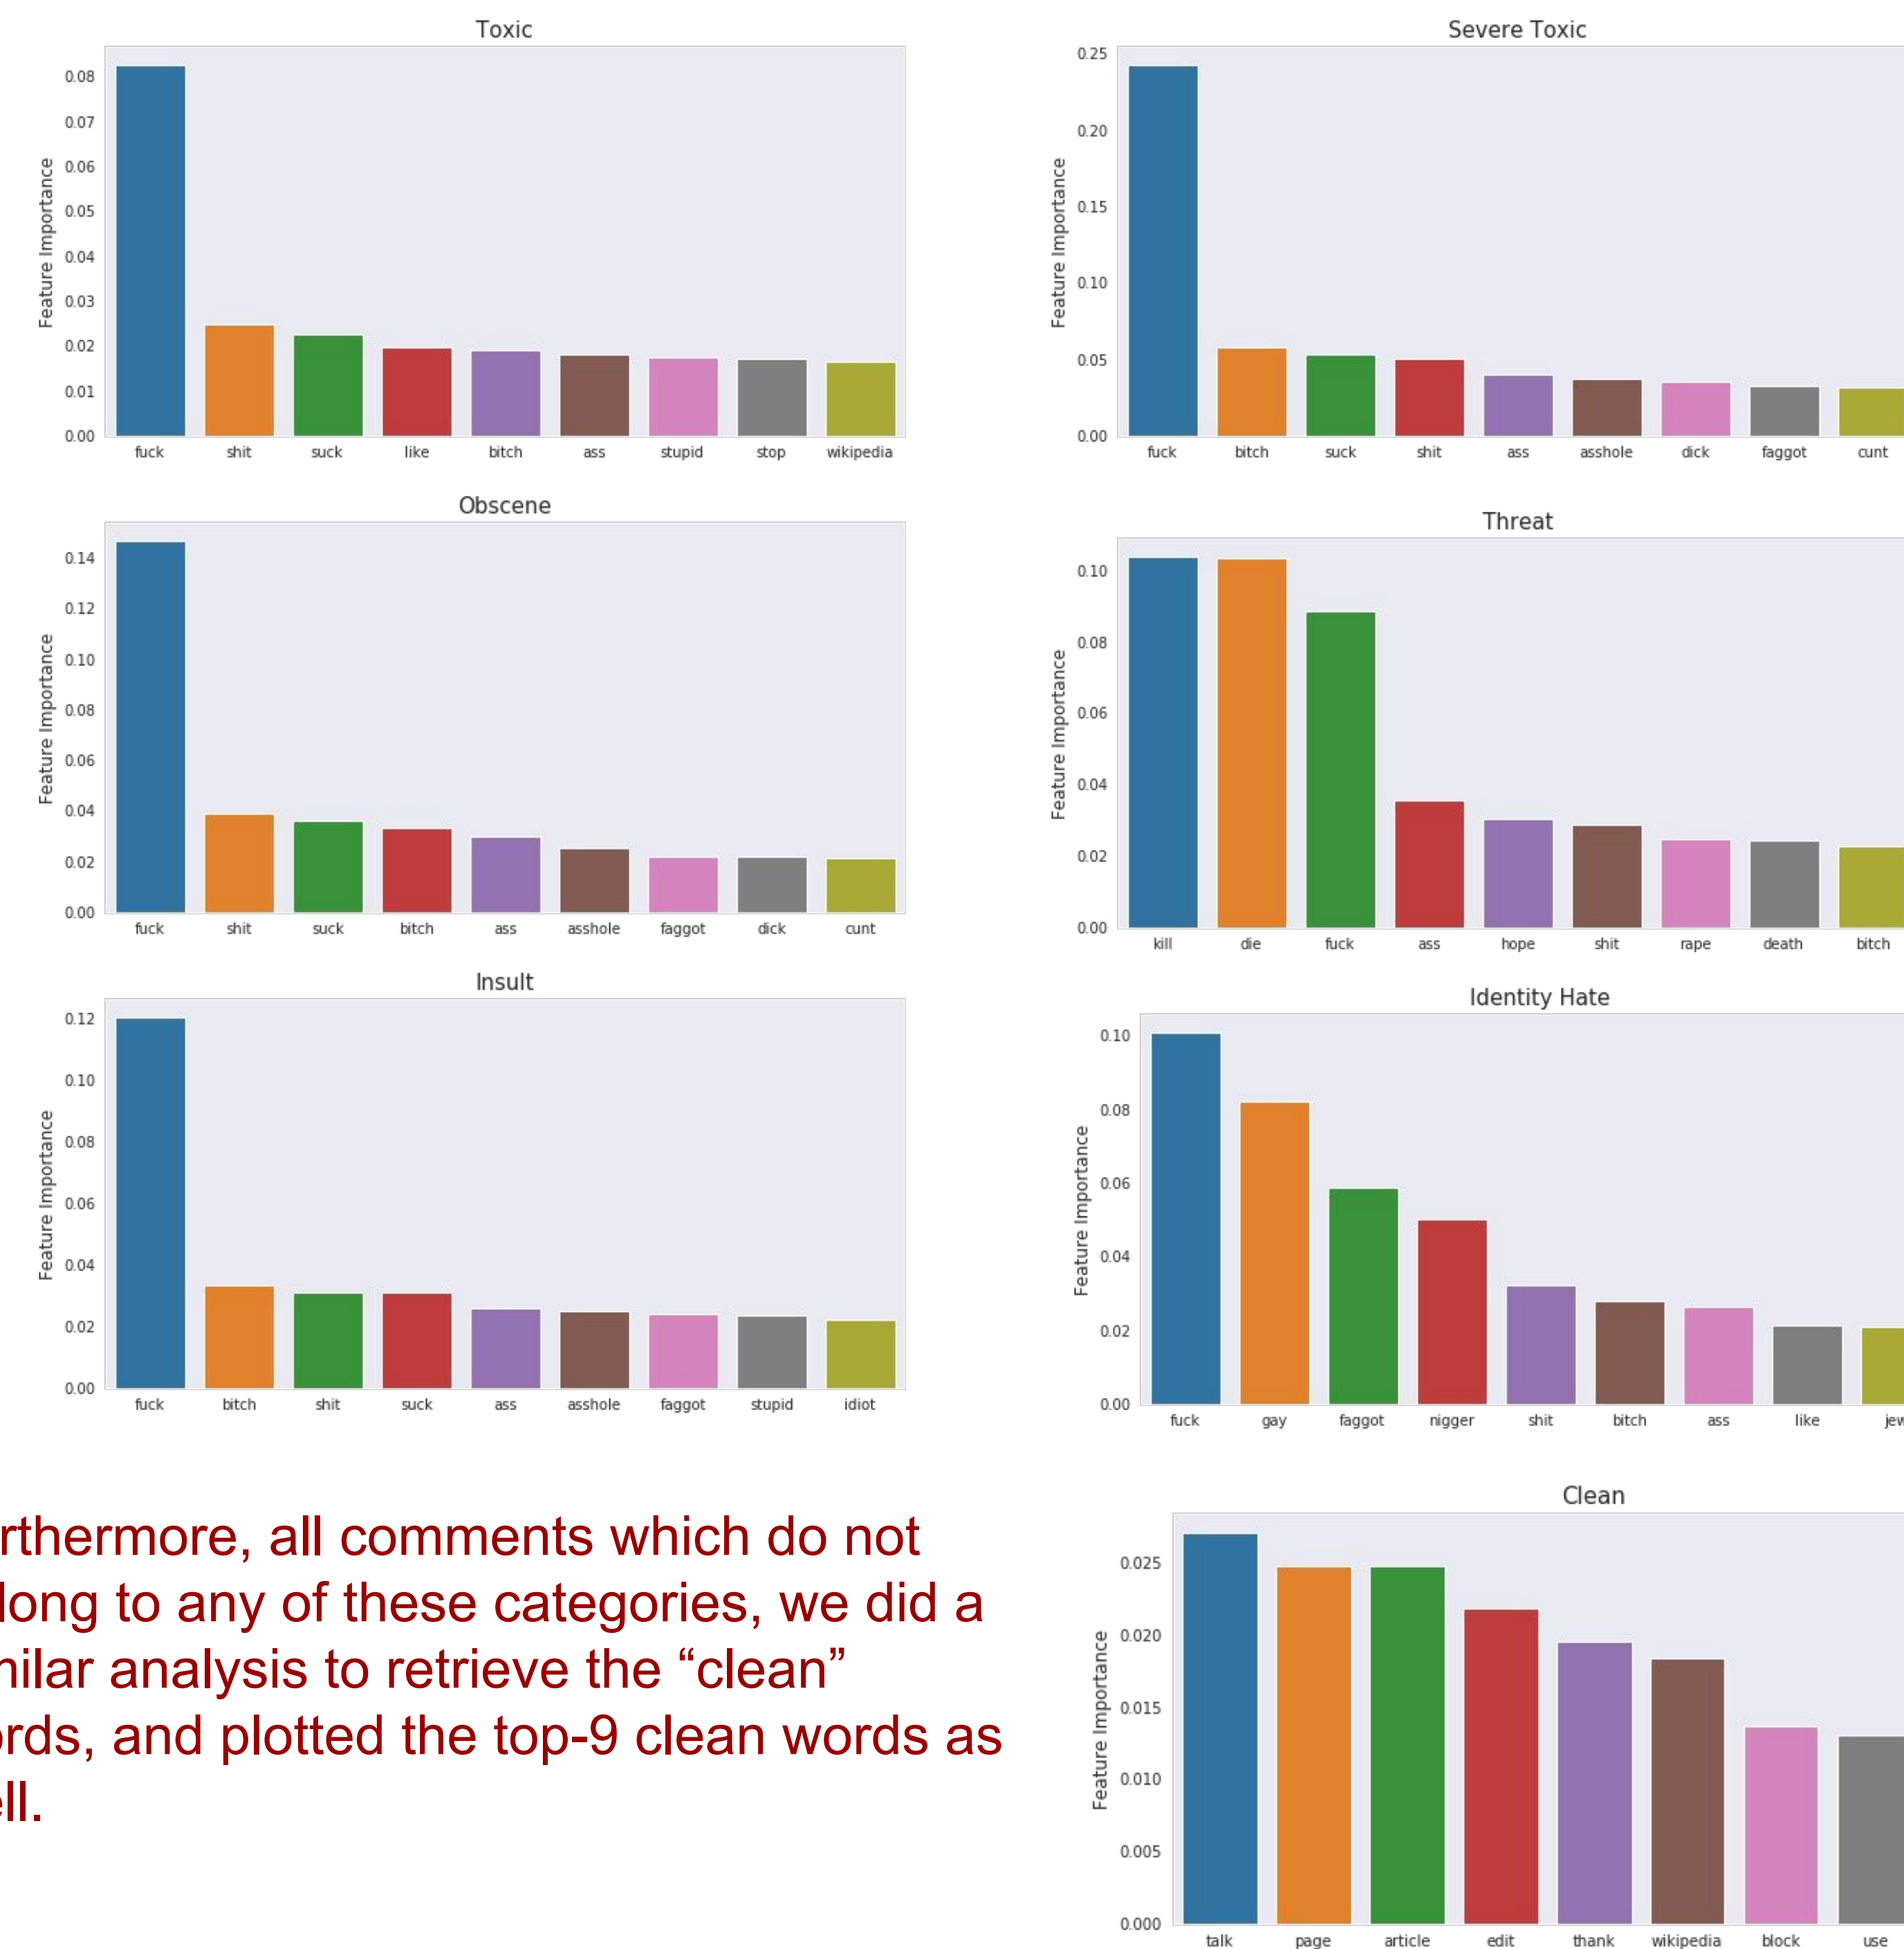 Toxic
Feature Importance
0.08
0.07
0.06
0.05
0.04
0.03
0.02
0.01
0.00
fuck shit suck like bitch ass stupid stop wikipedia
Severe Toxic
Feature Importance
0.25
0.20
0.15
0.10
0.05
0.00
fuck bitch suck shit ass asshole dick faggot cunt
Obscene
Feature Importance
0.14
0.12
0.10
0.08
0.06
0.04
0.02
0.00
fuck shit suck bitch ass asshole faggot dick cunt
Threat
Feature Importance
0.10
0.08
0.06
0.04
0.02
0.00
kill die fuck ass hope shit rape death bitch
Insult
Feature Importance
0.12
0.10
0.08
0.06
0.04
0.02
0.00
fuck bitch shit suck ass asshole faggot stupid idiot
Identity Hate
Feature Importance
0.10
0.08
0.06
0.04
0.02
0.00
fuck gay faggot nigger shit bitch ass like jew
rthermore, all comments which do not
long to any of these categories, we did a
milar analysis to retrieve the “clean”
ords, and plotted the top-9 clean words as
ell.
Clean
Feature Importance
0.025
0.020
0.015
0.010
0.005
0.000
talk page article edit thank wikipedia block use